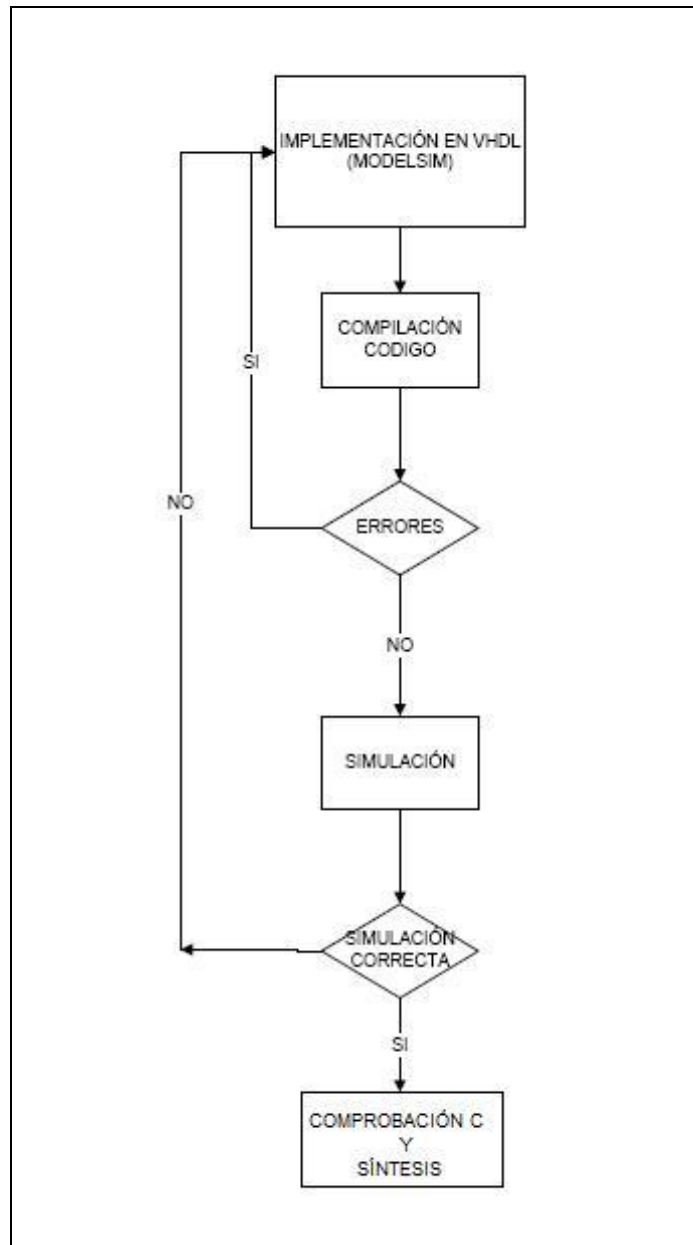 IMPLEMENTACIÓN EN VHDL
(MODELSIM)
COMPILACIÓN
CODIGO
SI
NO
ERRORES
NO
SIMULACIÓN
SIMULACIÓN
CORRECTA
SI
COMPROBACIÓN C
Y
SÍNTESIS